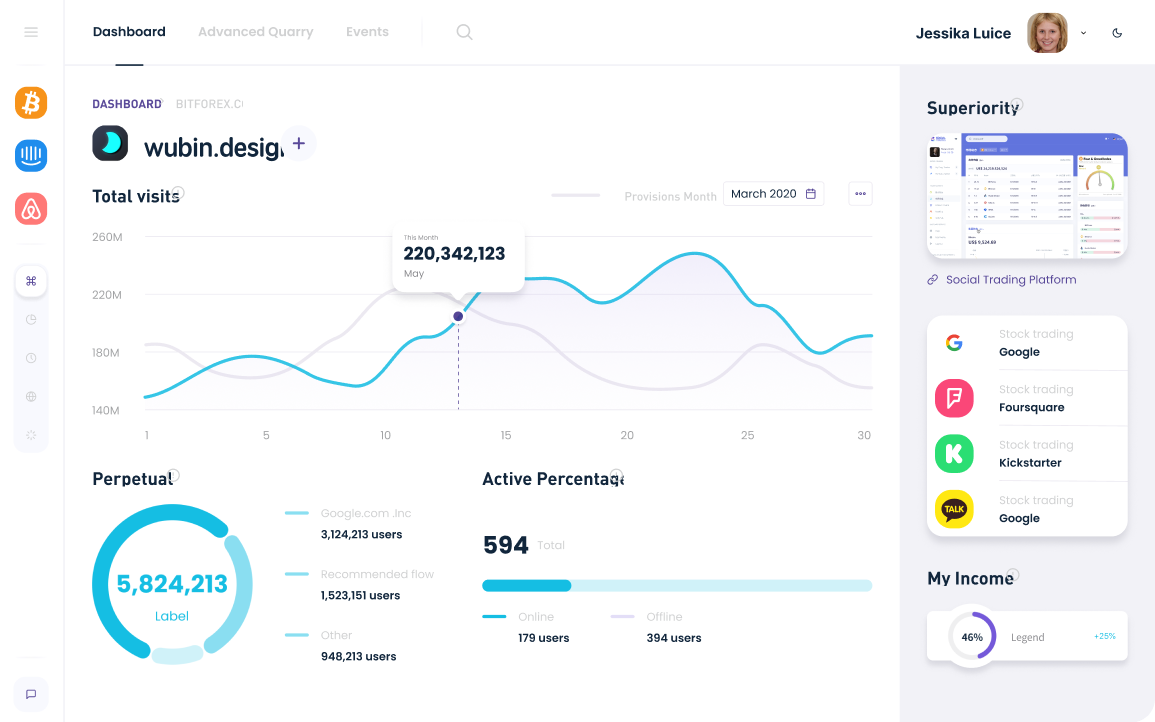 Dashboard
Advanced Quarry
Events
Jessika Luice
DASHBOARD
BITFOREX.C
wubin.design
+
Total visits
Provisions Month
March 2020
260M
220M
180M
140M
This Month
220,342,123
May
1
5
10
15
20
25
30
Perpetual
5,824,213
Label
Google.com .Inc
3,124,213 users
Recommended flow
1,523,151 users
Other
948,213 users
Active Percentage
594 Total
Online
179 users
Offline
394 users
Superiority
Social Trading Platform
Stock trading
Google
Stock trading
Foursquare
Stock trading
Kickstarter
TALK
Stock trading
Google
My Income
46%
Legend
+25%